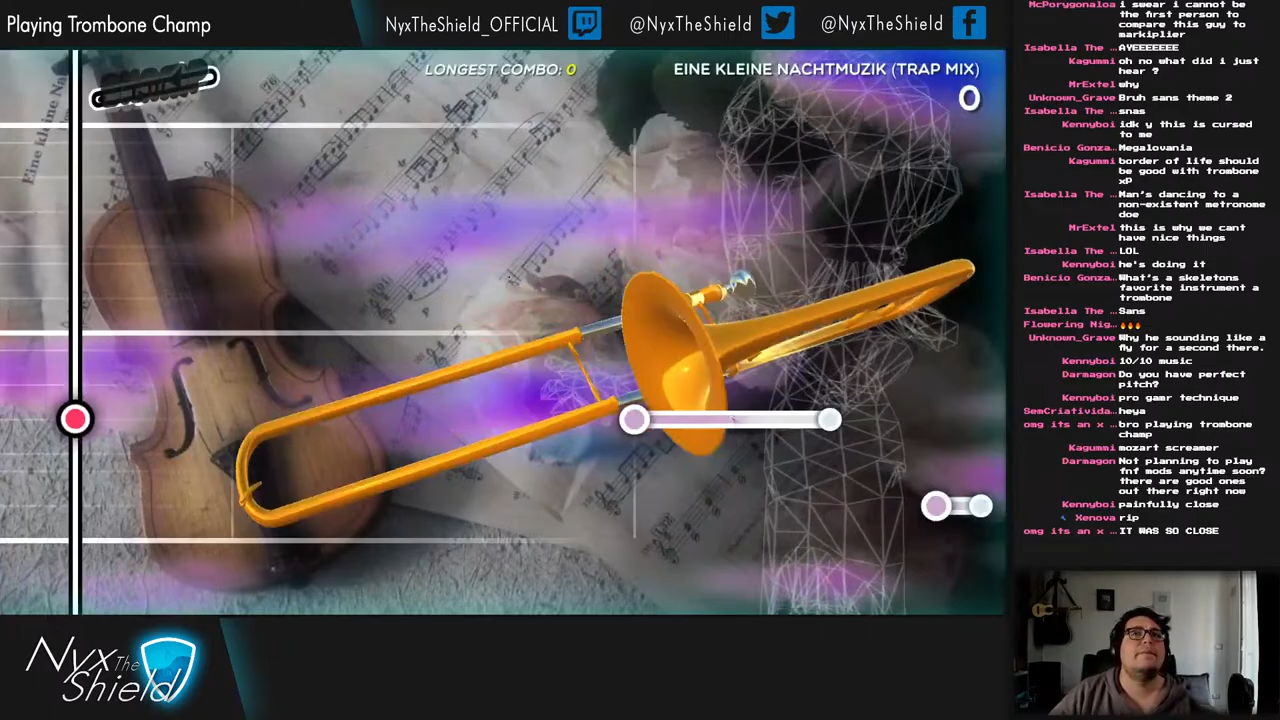 Playing Trombone Champ
NyxTheShield_OFFICIAL
@NyxTheShield
@NyxTheShield
LONGEST COMBO: 0
EINE KLEINE NACHTMUZIK (TRAP MIX)
0
Eine kleine Na
McPorygonaloa i swear i cannot be
the first person to
compare this guy to
markiplier
Isabella The ... AYEEEEEEE
Kagummi oh no what did i just
hear ?
MrExtel why
Unknown_Grave Bruh sans theme 2
Isabella The ... snas
Kennyboi idk y this is cursed
to me
Benicio Gonza... Megalovania
Kagummi border of life should
be good with trombone
xP
Isabella The ... Man's dancing to a
non-existent metronome
doe
MrExtel this is why we cant
have nice things
Isabella The ... LOL
Kennyboi he's doing it
Benicio Gonza... What's a skeletons
favorite instrument a
trombone
Isabella The ... Sans
Flowering Nig... 🔥🔥🔥
Unknown_Grave Why he sounding like a
fly for a second there.
Kennyboi 10/10 music
Darmagon Do you have perfect
pitch?
Kennyboi pro gamr technique
SemCriativida... heya
omg its an x ... bro playing trombone
champ
Kagummi mozart screamer
Darmagon Not planning to play
fnf mods anytime soon?
there are good ones
out there right now
Kennyboi painfully close
Xenova rip
omg its an x ... IT WAS SO CLOSE
Nyx The
Shield